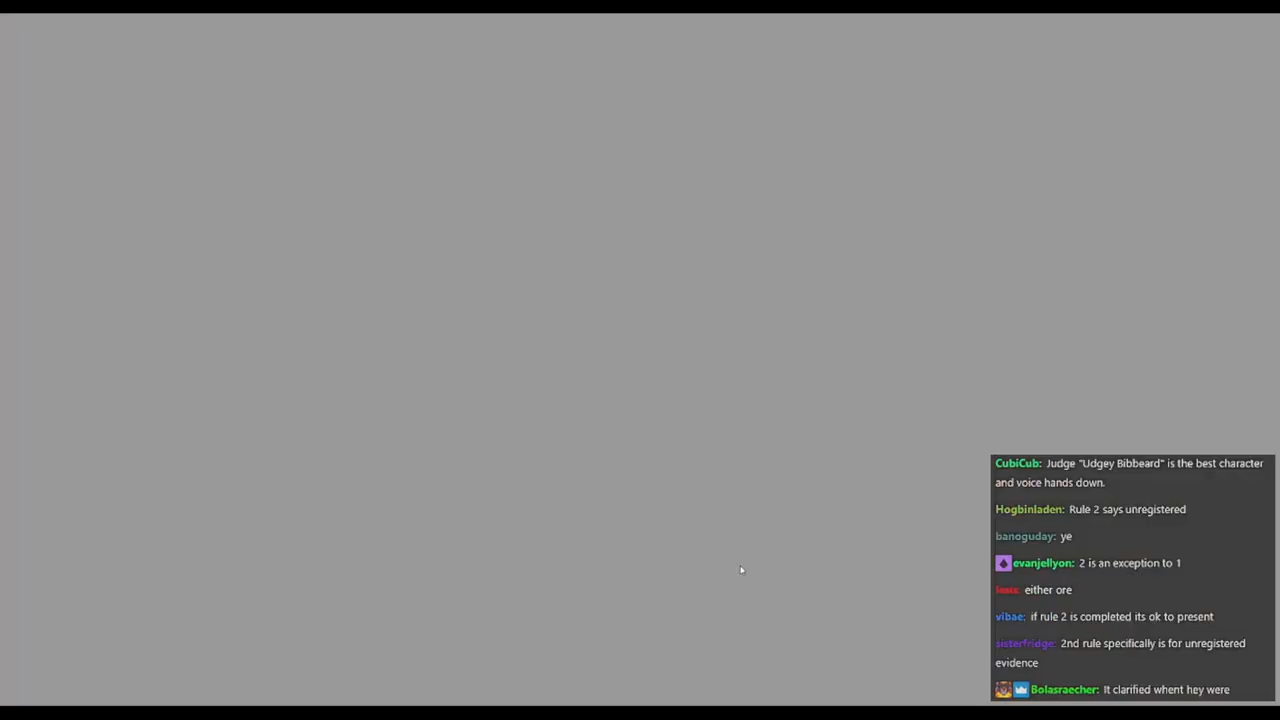 CubiCub: Judge "Udgey Bibbeard" is the best character
and voice hands down.
Hogbinladen: Rule 2 says unregistered
banoguday: ye
evanjellyon: 2 is an exception to 1
either ore
vibae: if rule 2 is completed its ok to present
sisterfridge: 2nd rule specifically is for unregistered
evidence
Bolasraecher: It clarified whent hey were